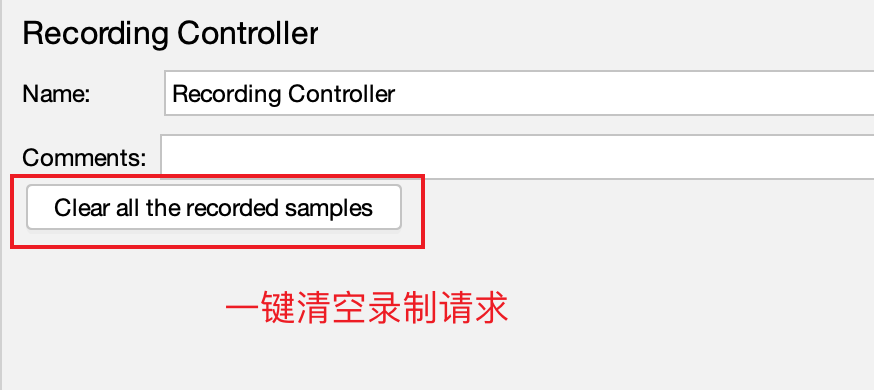 Recording Controller
Name: Recording Controller
Comments:
Clear all the recorded samples
一键清空录制请求